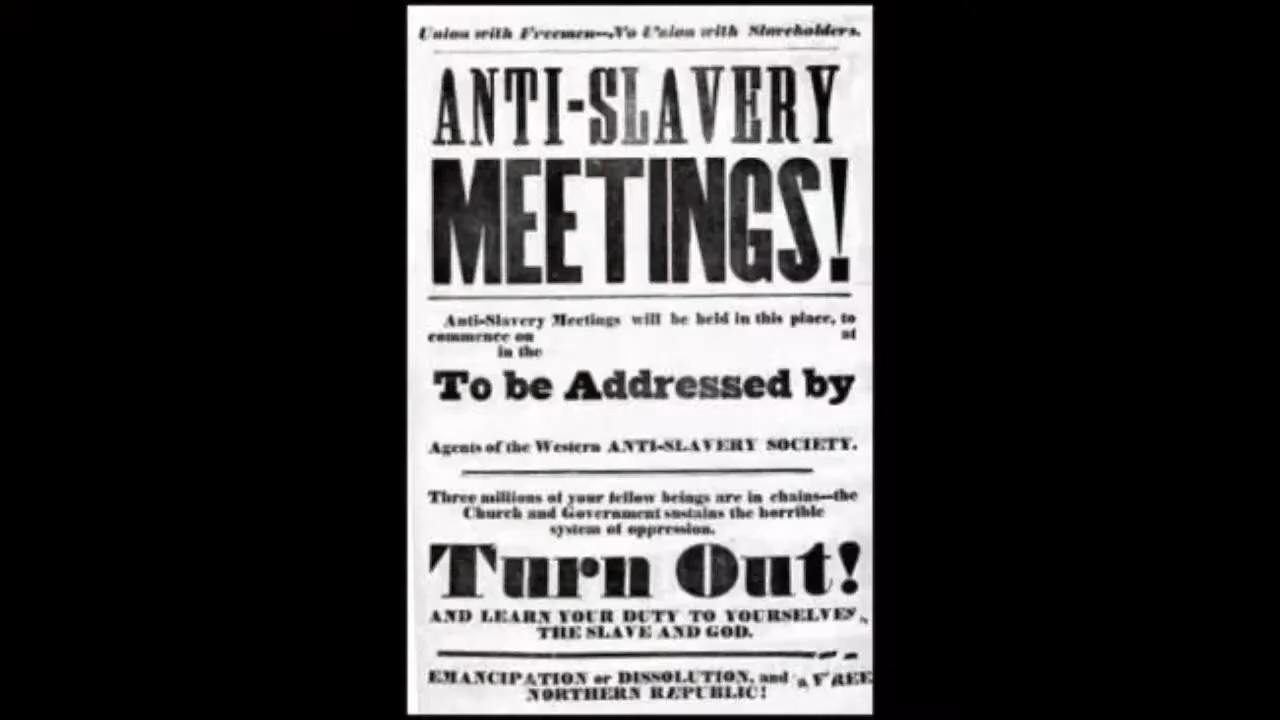 Union with Freemen—No Union with Slaveholders.
ANTI-SLAVERY
MEETINGS!
Anti-Slavery Meetings will be held in this place, to
commence on at
in the
To be Addressed by
Agents of the Western ANTI-SLAVERY SOCIETY.
Three millions of your fellow beings are in chains—the
Church and Government sustains the horrible
system of oppression.
Turn Out!
AND LEARN YOUR DUTY TO YOURSELVES,
THE SLAVE AND GOD.
EMANCIPATION or DISSOLUTION, and a FREE
NORTHERN REPUBLIC!